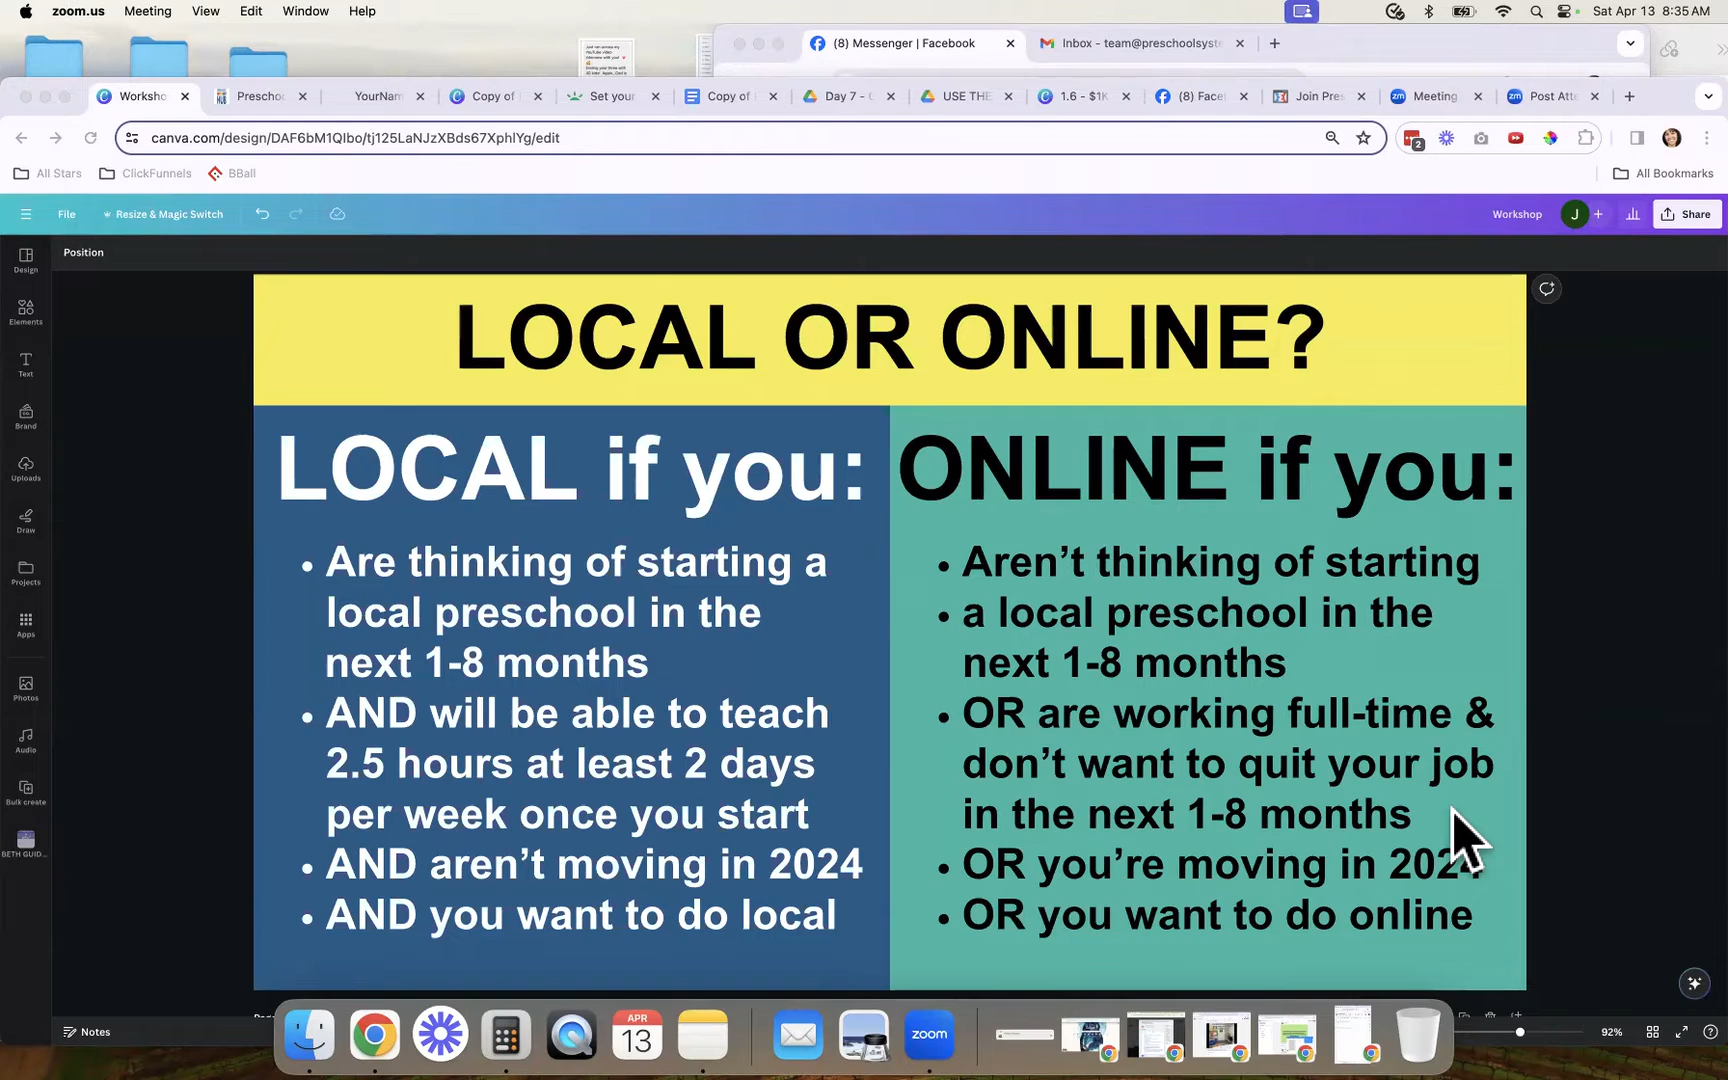 zoom.us Meeting View Edit Window Help Sat Apr 13 8:35 AM
(8) Messenger | Facebook Inbox - team@preschoolsyste
Worksho Preschoo YourNam Copy of Set your Copy of Day 7 - USE THE 1.6 - $1K (8) Face Join Pres Meeting Post Atte
canva.com/design/DAF6bM1QIbo/tj125LaNJzXBds67XphlYg/edit
2
All Stars ClickFunnels BBall All Bookmarks
File Resize & Magic Switch Workshop J Share
Position
Design
Elements
Text
Brand
Uploads
Draw
Projects
Apps
Photos
Audio
Bulk create
BETH GUID...
LOCAL OR ONLINE?
LOCAL if you:
• Are thinking of starting a
local preschool in the
next 1-8 months
• AND will be able to teach
2.5 hours at least 2 days
per week once you start
• AND aren't moving in 2024
• AND you want to do local
ONLINE if you:
• Aren't thinking of starting
• a local preschool in the
next 1-8 months
• OR are working full-time &
don't want to quit your job
in the next 1-8 months
• OR you're moving in 2024
• OR you want to do online
Notes
92%
APR
13
zoom